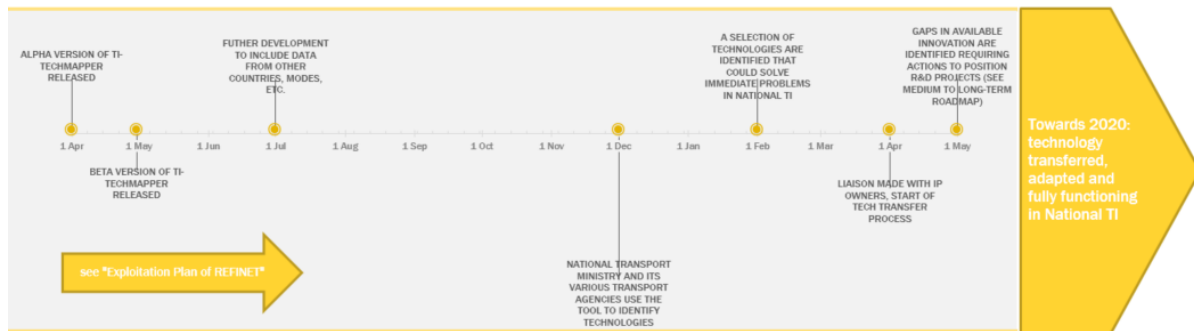 ALPHA VERSION OF TI-
TECHMAPPER
RELEASED
FUTHER DEVELOPMENT
TO INCLUDE DATA
FROM OTHER
COUNTRIES, MODES,
ETC.
A SELECTION OF
TECHNOLOGIES ARE
IDENTIFIED THAT
COULD SOLVE
IMMEDIATE PROBLEMS
IN NATIONAL TI
GAPS IN AVAILABLE
INNOVATION ARE
IDENTIFIED REQUIRING
ACTIONS TO POSITION
R&D PROJECTS (SEE
MEDIUM TO LONG-TERM
ROADMAP)
1 Apr 1 May 1 Jun 1 Jul 1 Aug 1 Sep 1 Oct 1 Nov 1 Dec 1 Jan 1 Feb 1 Mar 1 Apr 1 May
BETA VERSION OF TI-
TECHMAPPER
RELEASED
LIAISON MADE WITH IP
OWNERS, START OF
TECH TRANSFER
PROCESS
NATIONAL TRANSPORT
MINISTRY AND ITS
VARIOUS TRANSPORT
AGENCIES USE THE
TOOL TO IDENTIFY
TECHNOLOGIES
see "Exploitation Plan of REFINET"
Towards 2020:
technology
transferred,
adapted and
fully functioning
in National TI